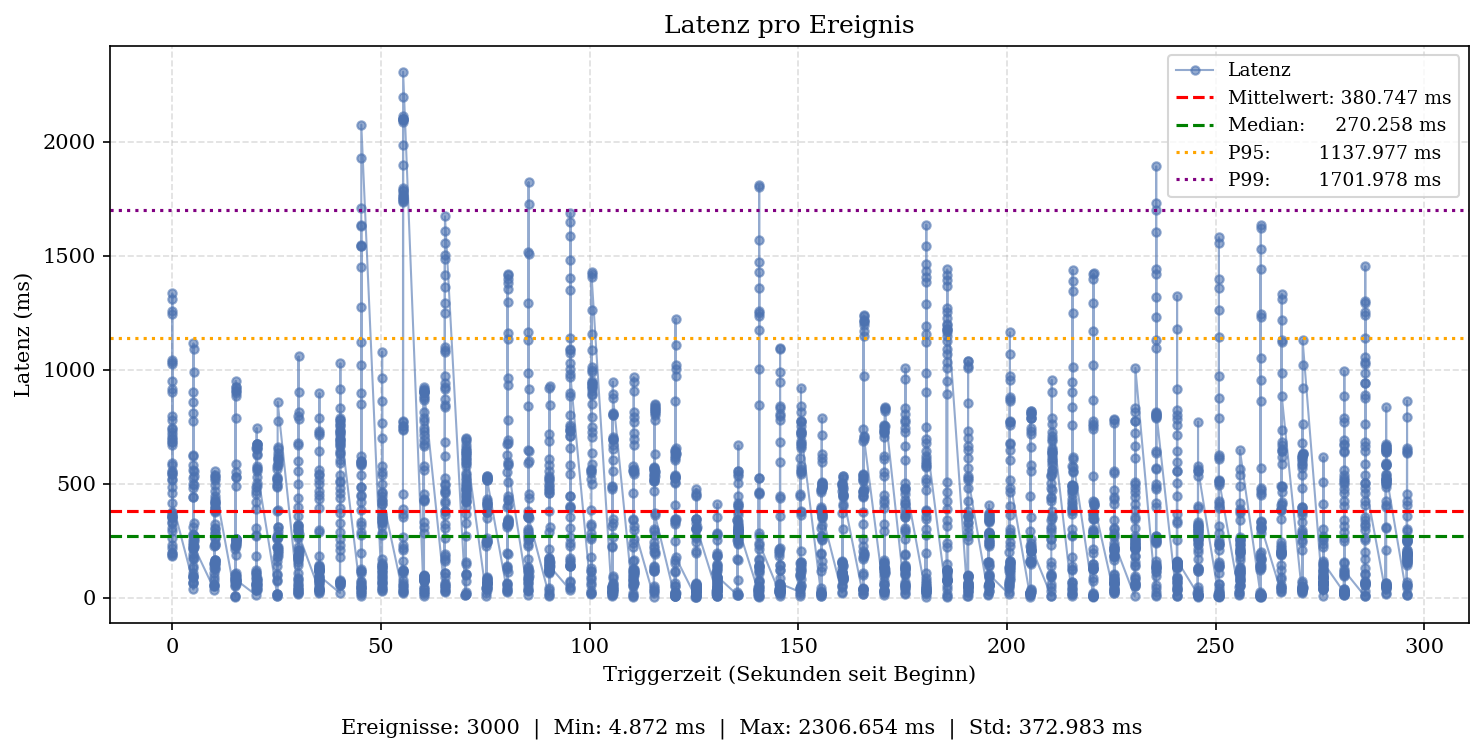 Latenz pro Ereignis
Latenz
Mittelwert: 380.747 ms
Median: 270.258 ms
P95: 1137.977 ms
P99: 1701.978 ms
Latenz (ms)
2000
1500
1000
500
0
0 50 100 150 200 250 300
Triggerzeit (Sekunden seit Beginn)
Ereignisse: 3000 | Min: 4.872 ms | Max: 2306.654 ms | Std: 372.983 ms